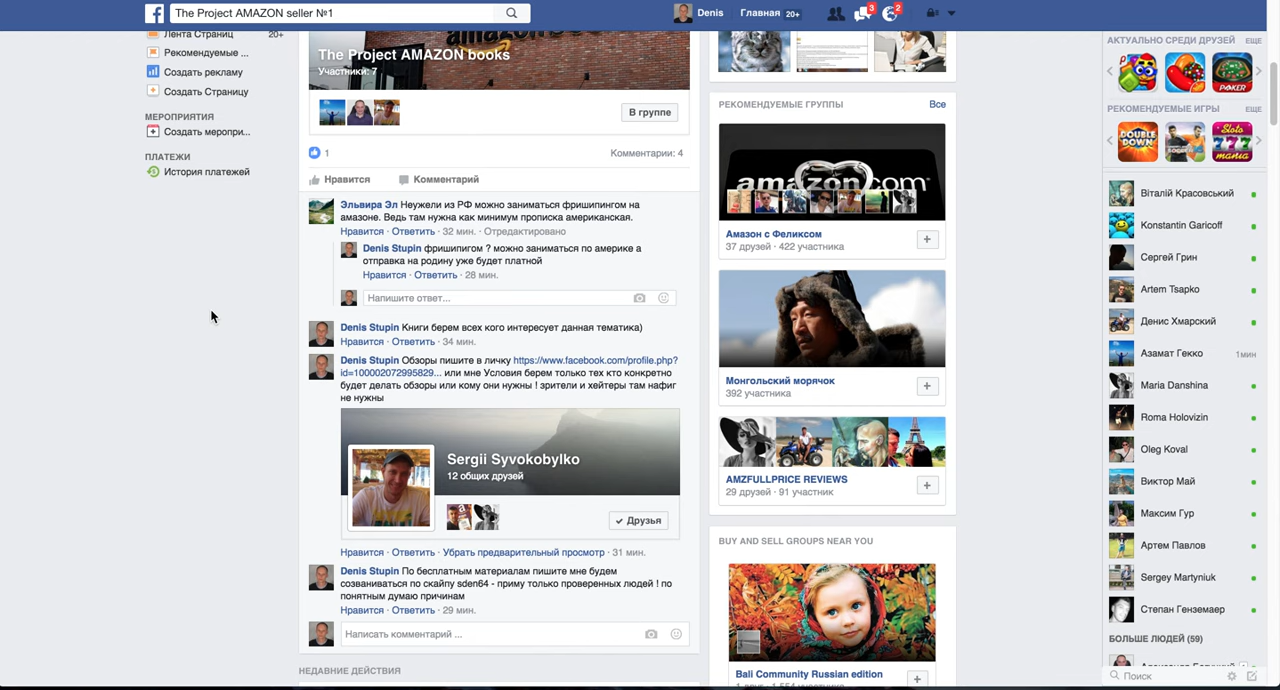 The Project AMAZON seller №1
Denis
Главная 20+
3
2
Лента Страниц 20+
Рекомендуемые ...
Создать рекламу
Создать Страницу
МЕРОПРИЯТИЯ
Создать меропри...
ПЛАТЕЖИ
История платежей
The Project AMAZON books
Участники: 7
В группе
1
Комментарии: 4
Нравится Комментарий
Эльвира Эл Неужели из РФ можно заниматься фришипингом на
амазоне. Ведь там нужна как минимум прописка американская.
Нравится · Ответить · 32 мин. · Отредактировано
Denis Stupin фришипигом ? можно заниматься по америке а
отправка на родину уже будет платной
Нравится · Ответить · 28 мин.
Напишите ответ...
Denis Stupin Книги берем всех кого интересует данная тематика)
Нравится · Ответить · 34 мин.
Denis Stupin Обзоры пишите в личку https://www.facebook.com/profile.php?
id=100002072995829... или мне Условия берем только тех кто конкретно
будет делать обзоры или кому они нужны ! зрители и хейтеры там нафиг
не нужны
Sergii Syvokobylko
12 общих друзей
Друзья
Нравится · Ответить · Убрать предварительный просмотр · 31 мин.
Denis Stupin По бесплатным материалам пишите мне будем
созваниваться по скайпу sden64 - приму только проверенных людей ! по
понятным думаю причинам
Нравится · Ответить · 29 мин.
Написать комментарий ...
НЕДАВНИЕ ДЕЙСТВИЯ
РЕКОМЕНДУЕМЫЕ ГРУППЫ Все
amazon.com
Амазон с Феликсом
37 друзей · 422 участника
Монгольский морячок
392 участника
AMZFULLPRICE REVIEWS
29 друзей · 91 участник
BUY AND SELL GROUPS NEAR YOU
Bali Community Russian edition
1 друг · 1 554 участника
АКТУАЛЬНО СРЕДИ ДРУЗЕЙ ЕЩЕ
POKER
РЕКОМЕНДУЕМЫЕ ИГРЫ ЕЩЕ
DOUBLE
DOWN
Slots
777
mania
Віталій Красовський
Konstantin Garicoff
Сергей Грин
Artem Tsapko
Денис Хмарский
Азамат Гекко 1мин
Maria Danshina
Roma Holovizin
Oleg Koval
Виктор Май
Максим Гур
Артем Павлов
Sergey Martyniuk
Степан Генземаер
БОЛЬШЕ ЛЮДЕЙ (59)
Поиск